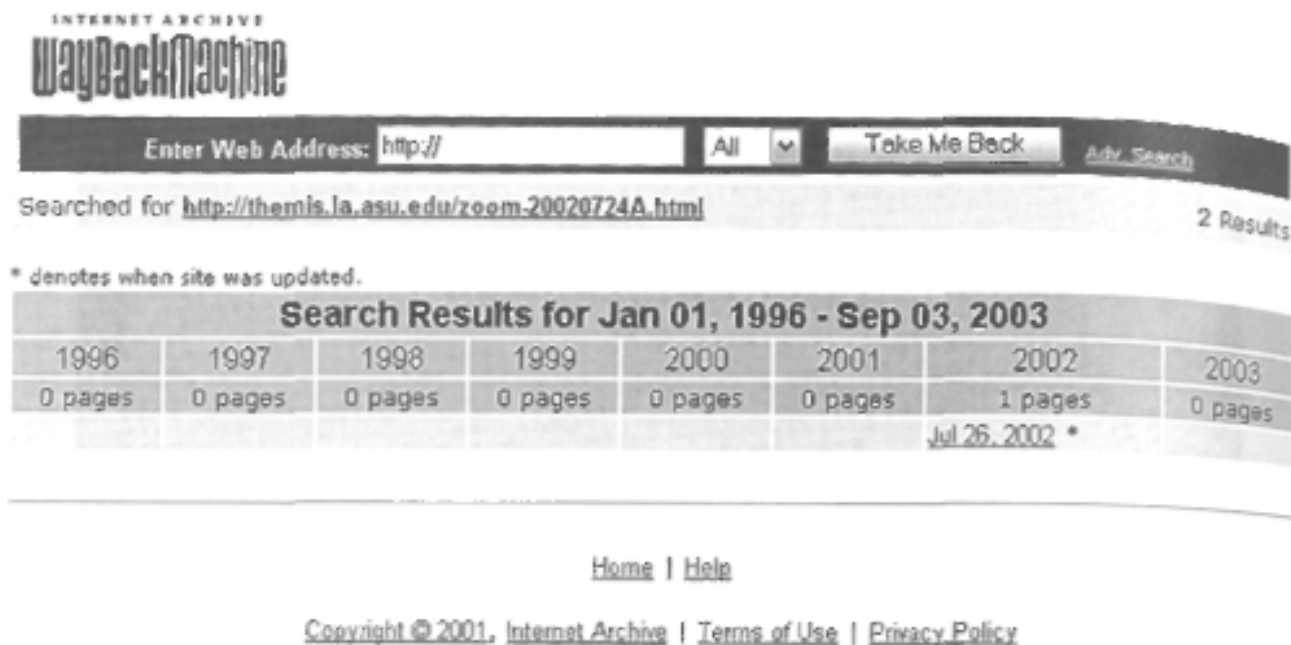 INTERNET ARCHIVE
WayBackMachine
Enter Web Address: http:// All Take Me Back Adv. Search
Searched for http://themis.la.asu.edu/zoom-20020724A.html 2 Results
* denotes when site was updated.
Search Results for Jan 01, 1996 - Sep 03, 2003
1996 1997 1998 1999 2000 2001 2002 2003
0 pages 0 pages 0 pages 0 pages 0 pages 0 pages 1 pages 0 pages
Jul 26, 2002 *
Home | Help
Copyright © 2001, Internet Archive | Terms of Use | Privacy Policy